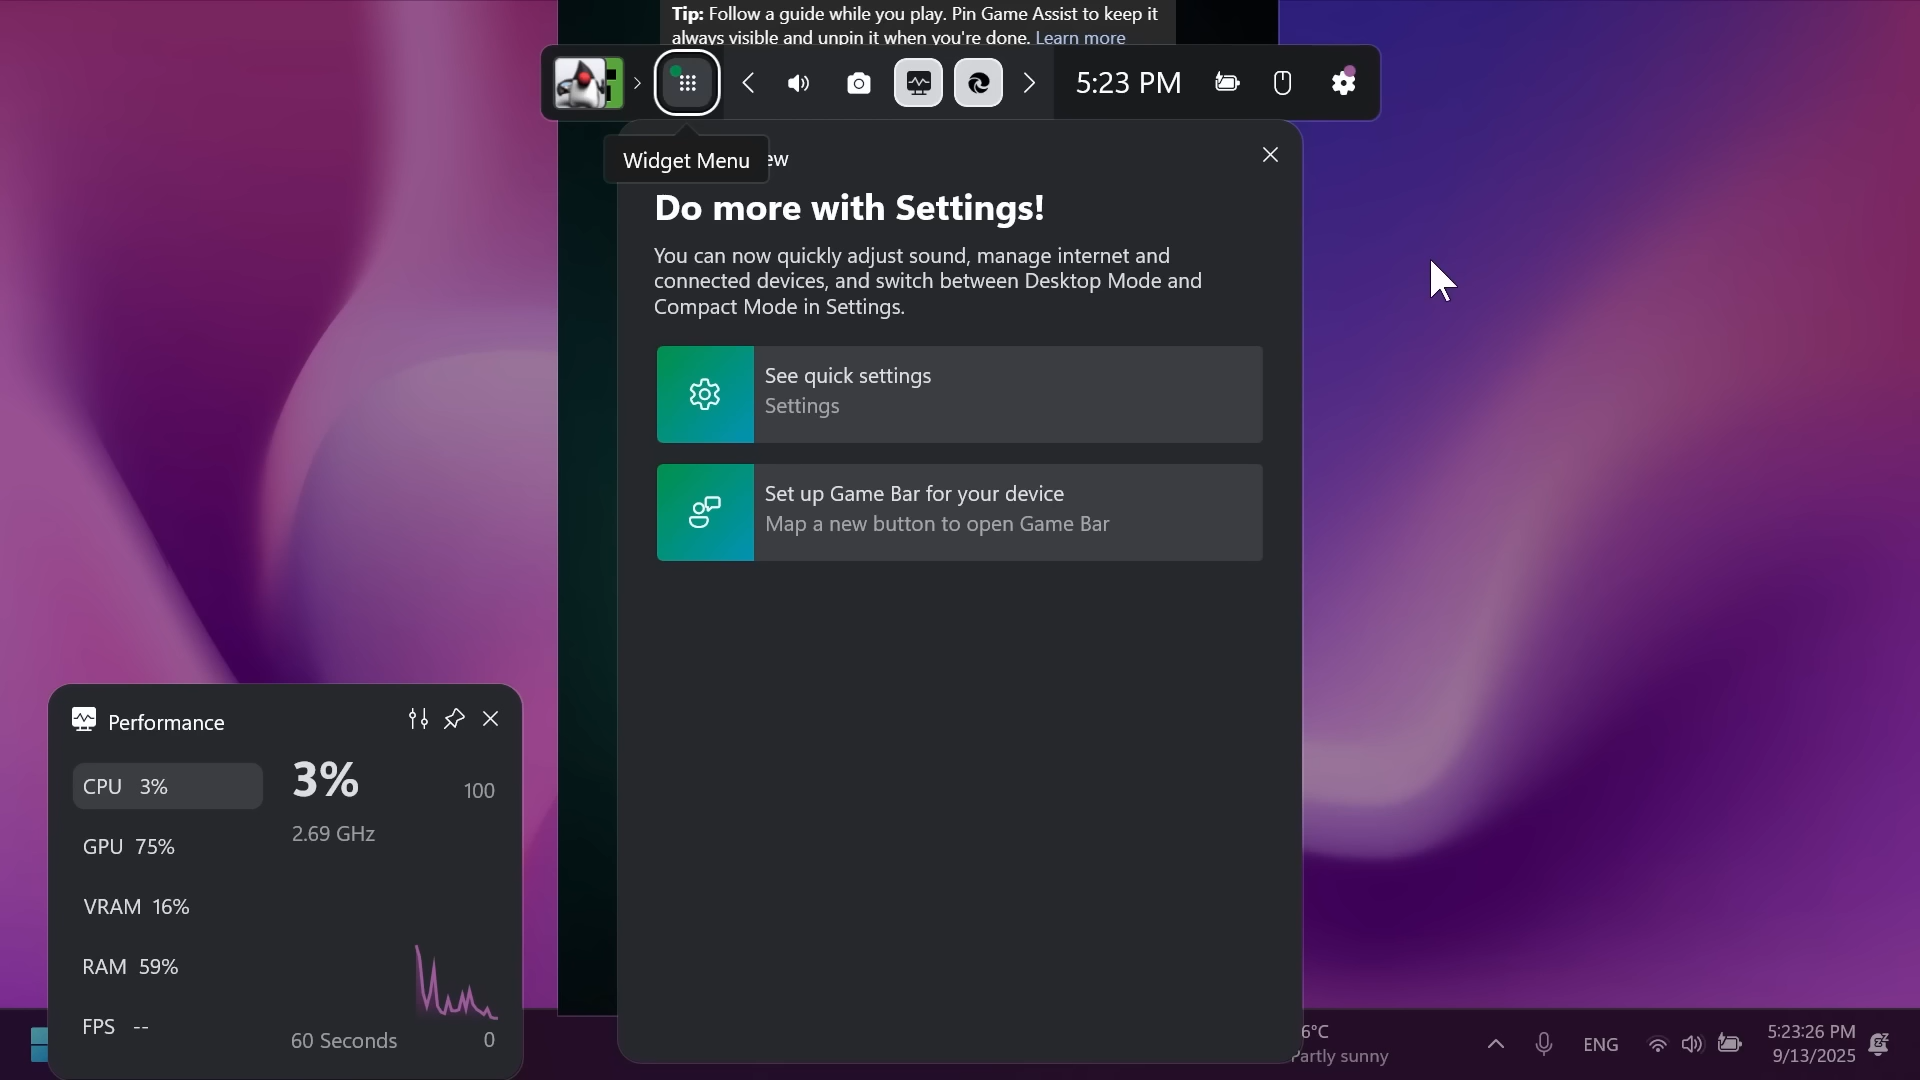 Tip: Follow a guide while you play. Pin Game Assist to keep it
always visible and unpin it when you're done. Learn more
5:23 PM
Widget Menu
ew
Do more with Settings!
You can now quickly adjust sound, manage internet and
connected devices, and switch between Desktop Mode and
Compact Mode in Settings.
See quick settings
Settings
Set up Game Bar for your device
Map a new button to open Game Bar
Performance
CPU 3%
3%
100
2.69 GHz
GPU 75%
VRAM 16%
RAM 59%
FPS --
60 Seconds
0
6°C
Partly sunny
ENG
5:23:26 PM
9/13/2025